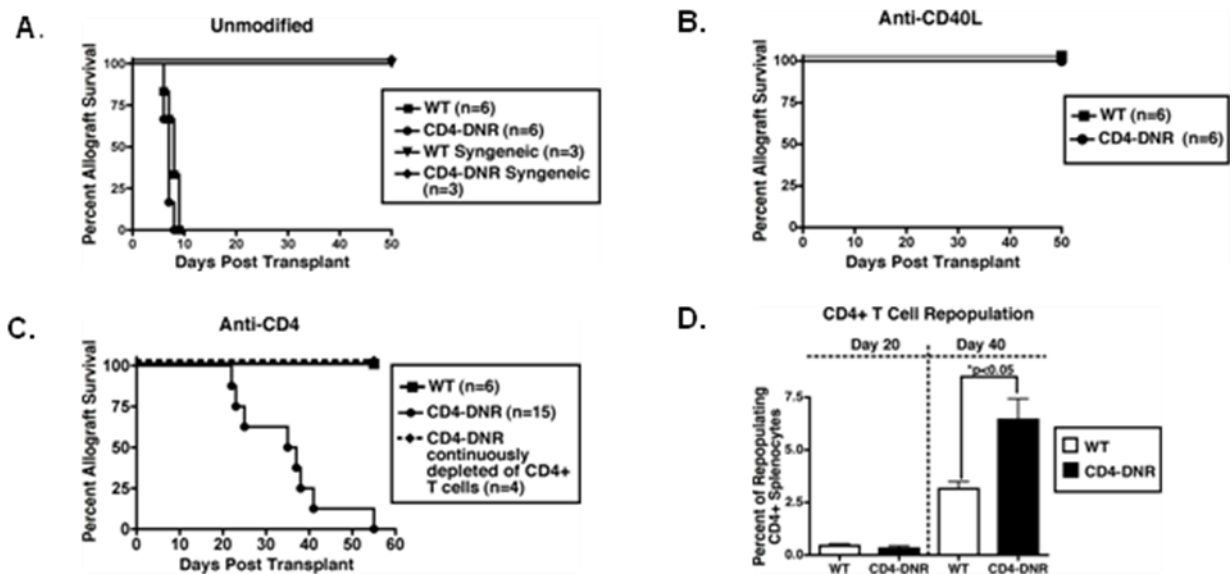 A.
Unmodified
Percent Allograft Survival
100
75
50
25
0
0 10 20 30 40 50
Days Post Transplant
WT (n=6)
CD4-DNR (n=6)
WT Syngeneic (n=3)
CD4-DNR Syngeneic
(n=3)
B.
Anti-CD40L
Percent Allograft Survival
100
75
50
25
0
0 10 20 30 40 50
Days Post Transplant
WT (n=6)
CD4-DNR (n=6)
C.
Anti-CD4
Percent Allograft Survival
100
75
50
25
0
0 10 20 30 40 50 60
Days Post Transplant
WT (n=6)
CD4-DNR (n=15)
CD4-DNR
continuously
depleted of CD4+
T cells (n=4)
D.
CD4+ T Cell Repopulation
Day 20 Day 40
*p<0.05
Percent of Repopulating
CD4+ Splenocytes
7.5
5.0
2.5
0.0
WT CD4-DNR WT CD4-DNR
WT
CD4-DNR